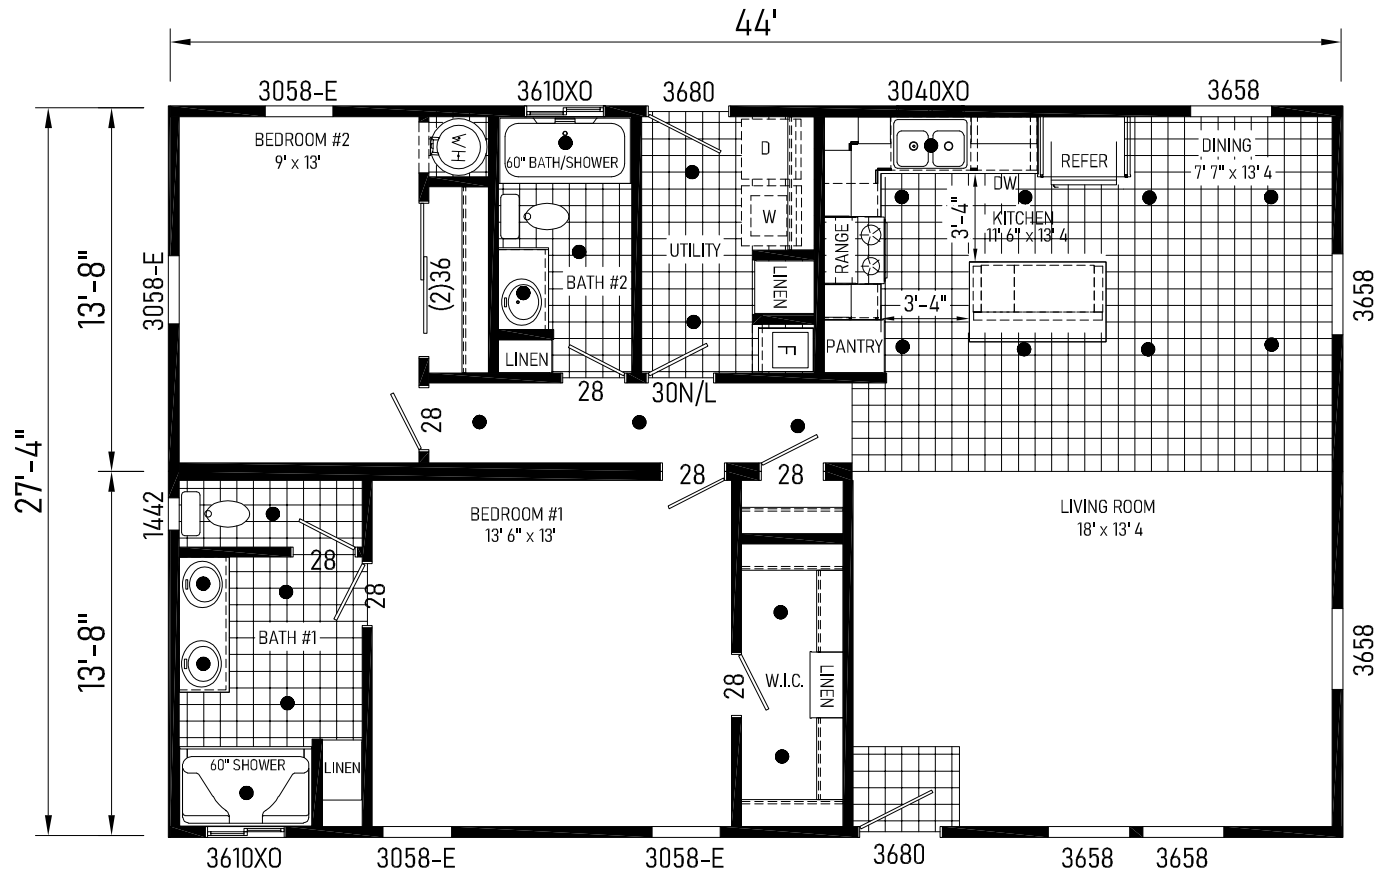 44'
3058-E
3610XO
3680
3040XO
3658
BEDROOM #2
9' x 13'
WH
60" BATH/SHOWER
D
REFER
DINING
7' 7" x 13' 4
DW
W
3'-4"
KITCHEN
11' 6" x 13' 4
RANGE
UTILITY
13'-8"
3058-E
(2)36
BATH #2
LINEN
3658
3'-4"
LINEN
F
PANTRY
28
30N/L
28
27'-4"
28
28
1442
BEDROOM #1
13' 6" x 13'
LIVING ROOM
18' x 13' 4
28
28
13'-8"
BATH #1
3658
28
W.I.C.
LINEN
60" SHOWER
LINEN
3610XO
3058-E
3058-E
3680
3658
3658